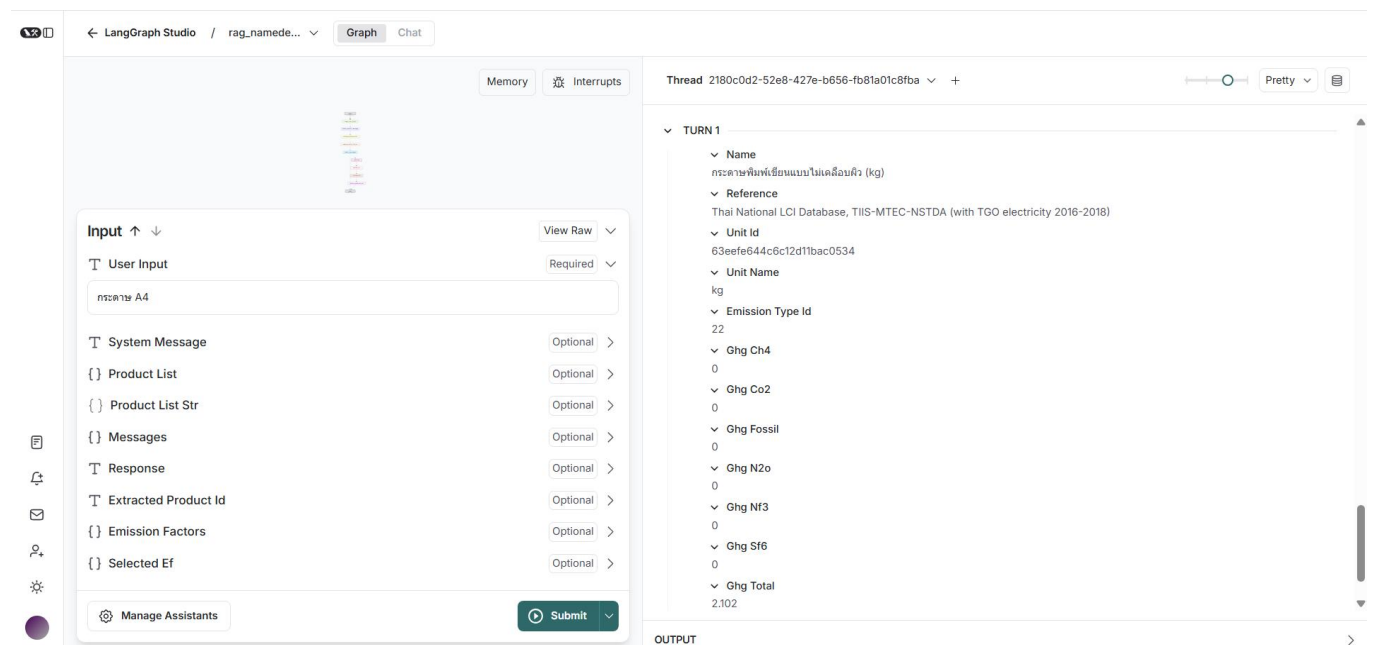 LangGraph Studio / rag_namede... Graph Chat
Memory Interrupts
Input
View Raw
User Input
Required
กระดาษ A4
System Message Optional
Product List Optional
Product List Str Optional
Messages Optional
Response Optional
Extracted Product Id Optional
Emission Factors Optional
Selected Ef Optional
Manage Assistants
Submit
Thread 2180c0d2-52e8-427e-b656-fb81a01c8fba +
Pretty
TURN 1
Name
กระดาษพิมพ์เขียนแบบไม่เคลือบผิว (kg)
Reference
Thai National LCI Database, TIIS-MTEC-NSTDA (with TGO electricity 2016-2018)
Unit Id
63eefe644c6c12d11bac0534
Unit Name
kg
Emission Type Id
22
Ghg Ch4
0
Ghg Co2
0
Ghg Fossil
0
Ghg N2o
0
Ghg Nf3
0
Ghg Sf6
0
Ghg Total
2.102
OUTPUT